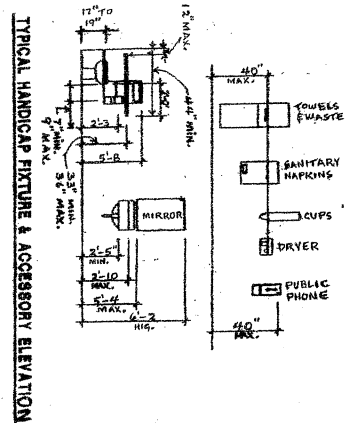 17" TO
19"
12" MAX.
44" MIN.
2'-3
7" MIN.
9" MAX.
33" MIN.
36" MAX.
5'-8
MIRROR
2'-5"
MIN.
2'-10
MAX.
5'-4
MAX.
6'-2
HIG.
40"
TOWELS
& WASTE
SANITARY
NAPKINS
CUPS
DRYER
PUBLIC
PHONE
40"
MAX.
TYPICAL HANDICAP FIXTURE & ACCESSORY ELEVATION